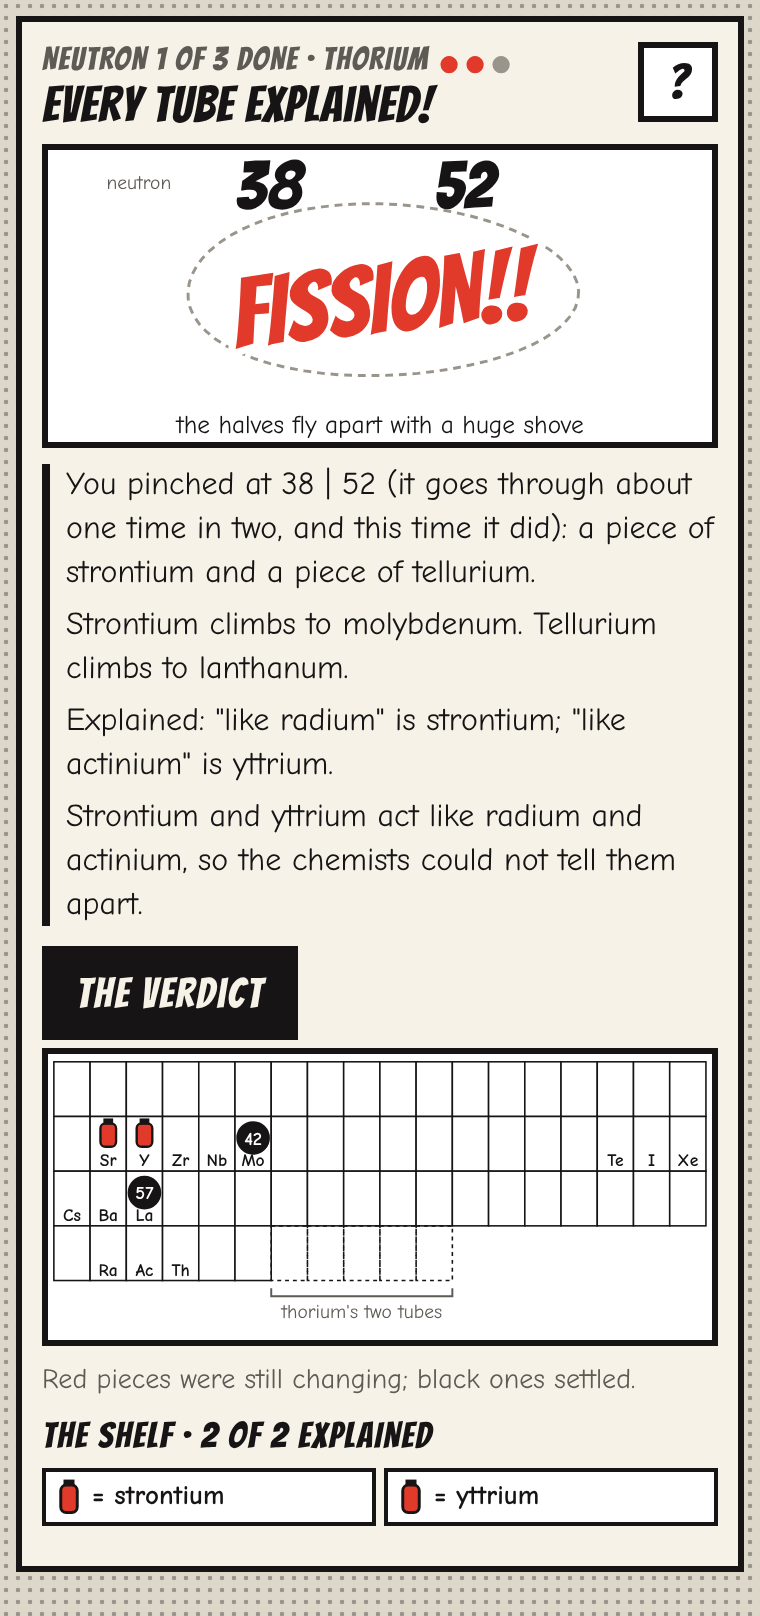 NEUTRON 1 OF 3 DONE · THORIUM
EVERY TUBE EXPLAINED!
?
neutron
38
52
FISSION!!
the halves fly apart with a huge shove
You pinched at 38 | 52 (it goes through about
one time in two, and this time it did): a piece of
strontium and a piece of tellurium.
Strontium climbs to molybdenum. Tellurium
climbs to lanthanum.
Explained: "like radium" is strontium; "like
actinium" is yttrium.
Strontium and yttrium act like radium and
actinium, so the chemists could not tell them
apart.
THE VERDICT
42
Sr Y Zr Nb Mo Te I Xe
57
Cs Ba La
Ra Ac Th
thorium's two tubes
Red pieces were still changing; black ones settled.
THE SHELF · 2 OF 2 EXPLAINED
= strontium
= yttrium